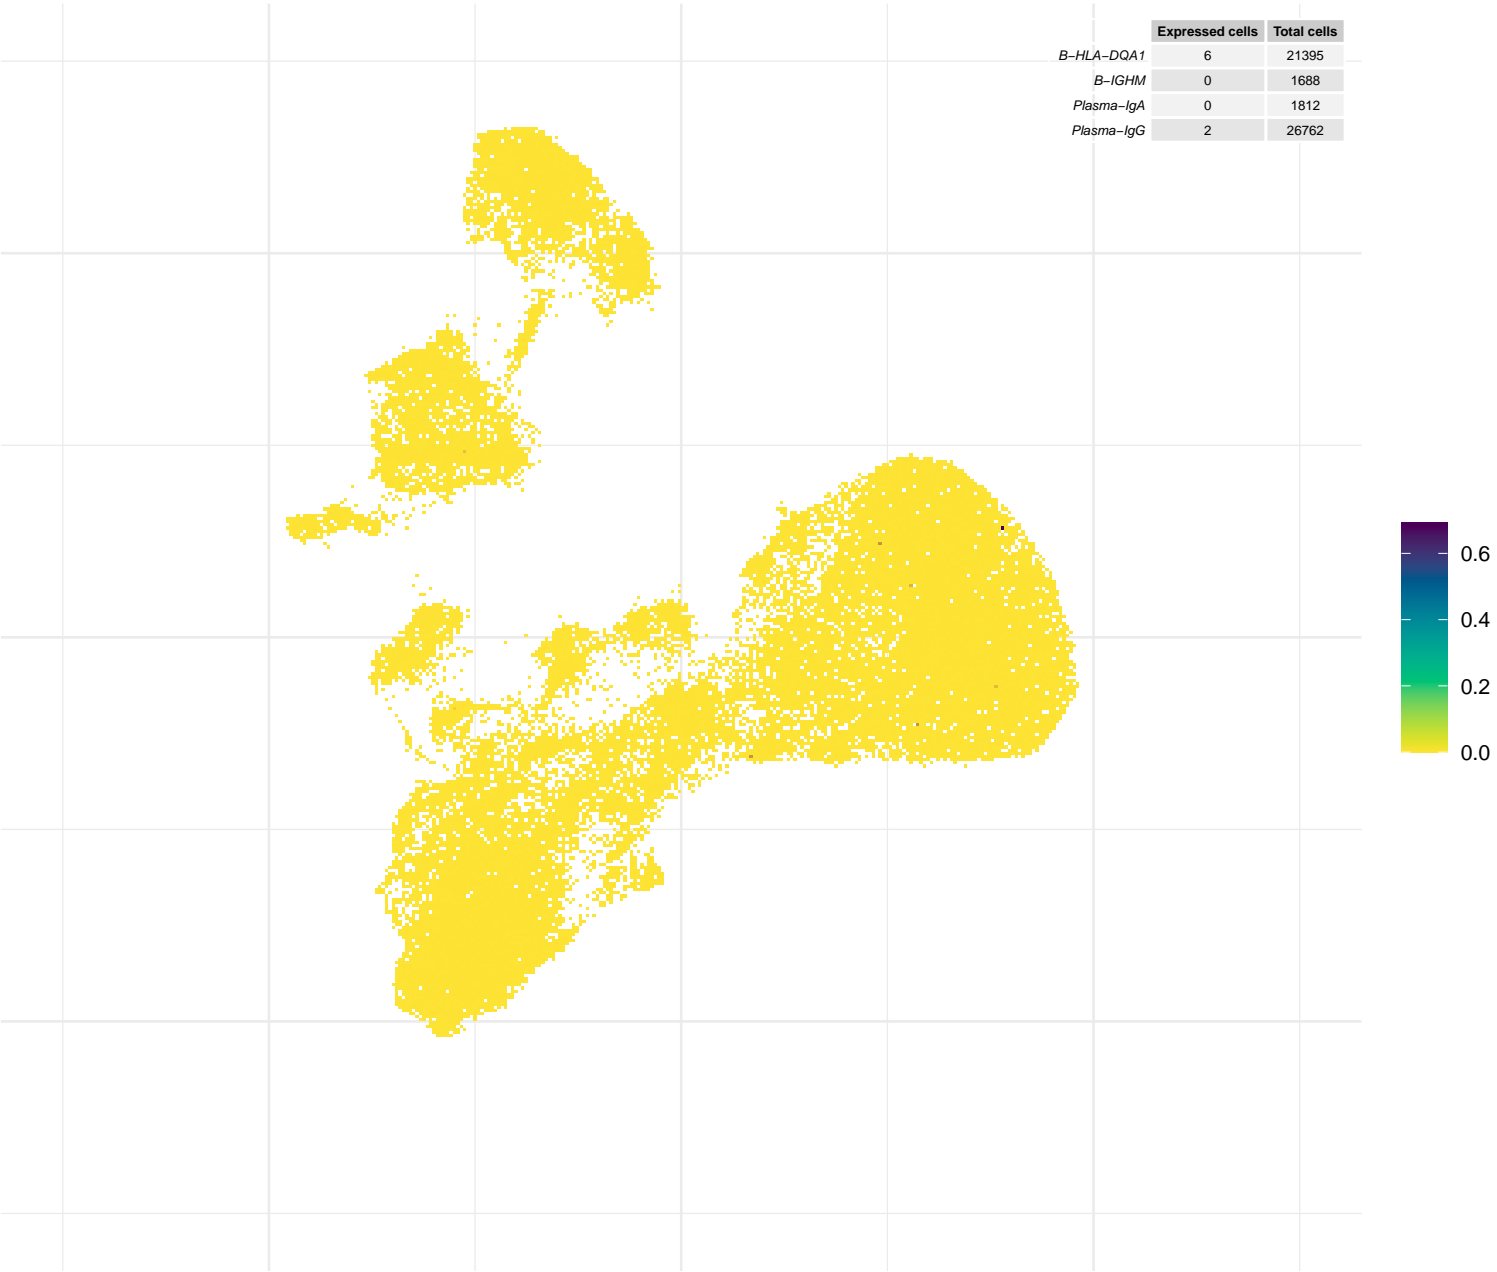 Expressed cells Total cells
B−HLA−DQA1 6 21395
B−IGHM 0 1688
Plasma−IgA 0 1812
Plasma−IgG 2 26762
0.6
0.4
0.2
0.0